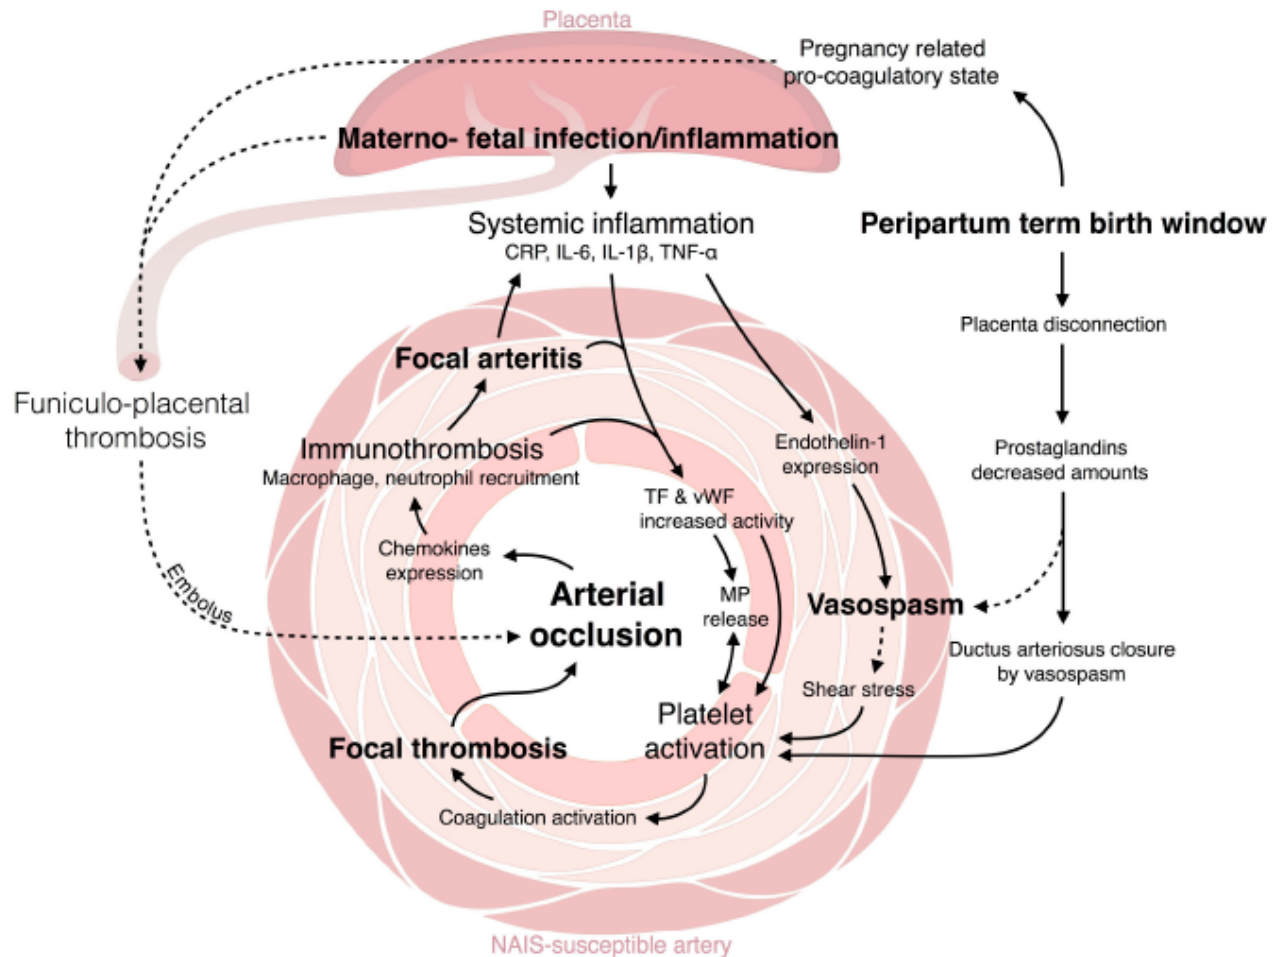 Placenta
Pregnancy related
pro-coagulatory state
Materno- fetal infection/inflammation
Systemic inflammation
CRP, IL-6, IL-1β, TNF-α
Peripartum term birth window
Placenta disconnection
Prostaglandins
decreased amounts
Ductus arteriosus closure
by vasospasm
Funiculo-placental
thrombosis
Embolus
Focal arteritis
Immunothrombosis
Macrophage, neutrophil recruitment
Chemokines
expression
Arterial
occlusion
TF & vWF
increased activity
MP
release
Endothelin-1
expression
Vasospasm
Shear stress
Platelet
activation
Focal thrombosis
Coagulation activation
NAIS-susceptible artery